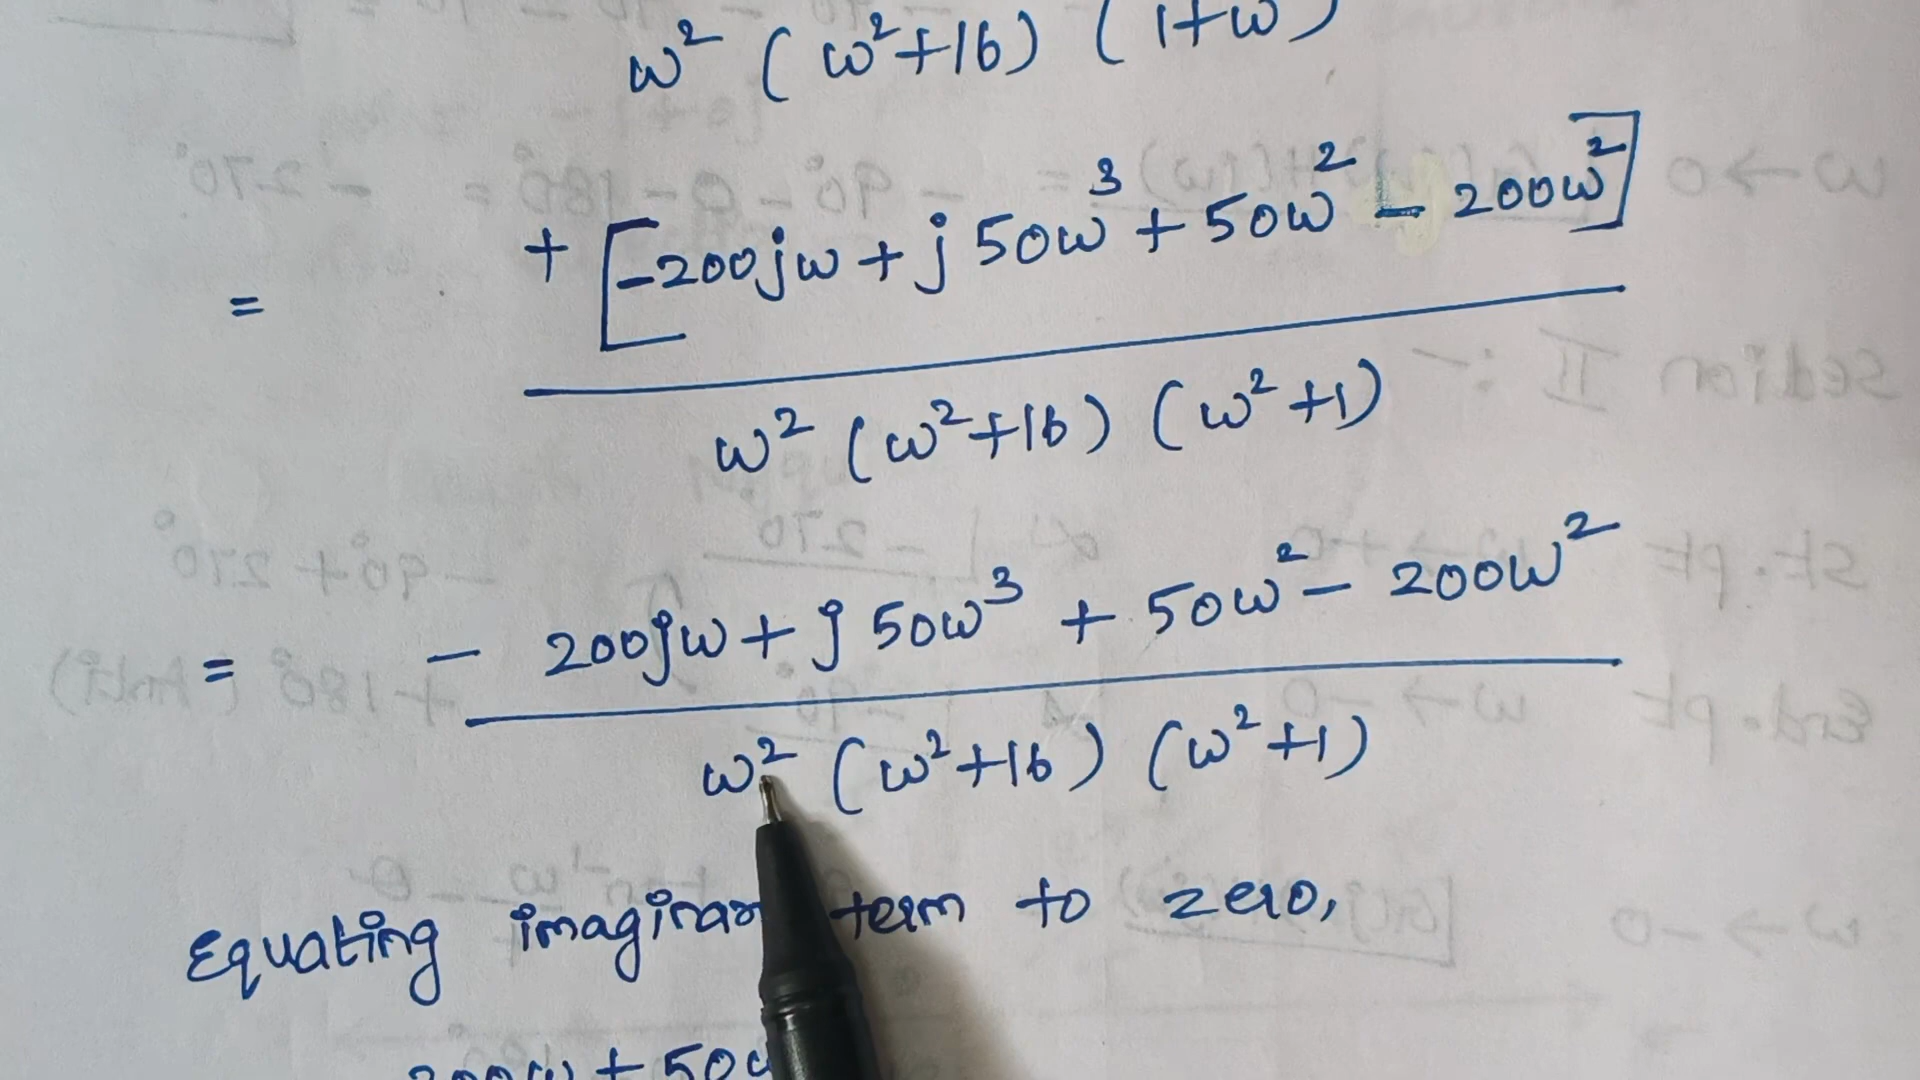 ω² (ω²+16) (1+ω)
= + [-200jω + j 50ω³ + 50ω² - 200ω²]
ω² (ω²+16) (ω²+1)
= - 200jω + j 50ω³ + 50ω² - 200ω²
ω² (ω²+16) (ω²+1)
Equating term to zero,